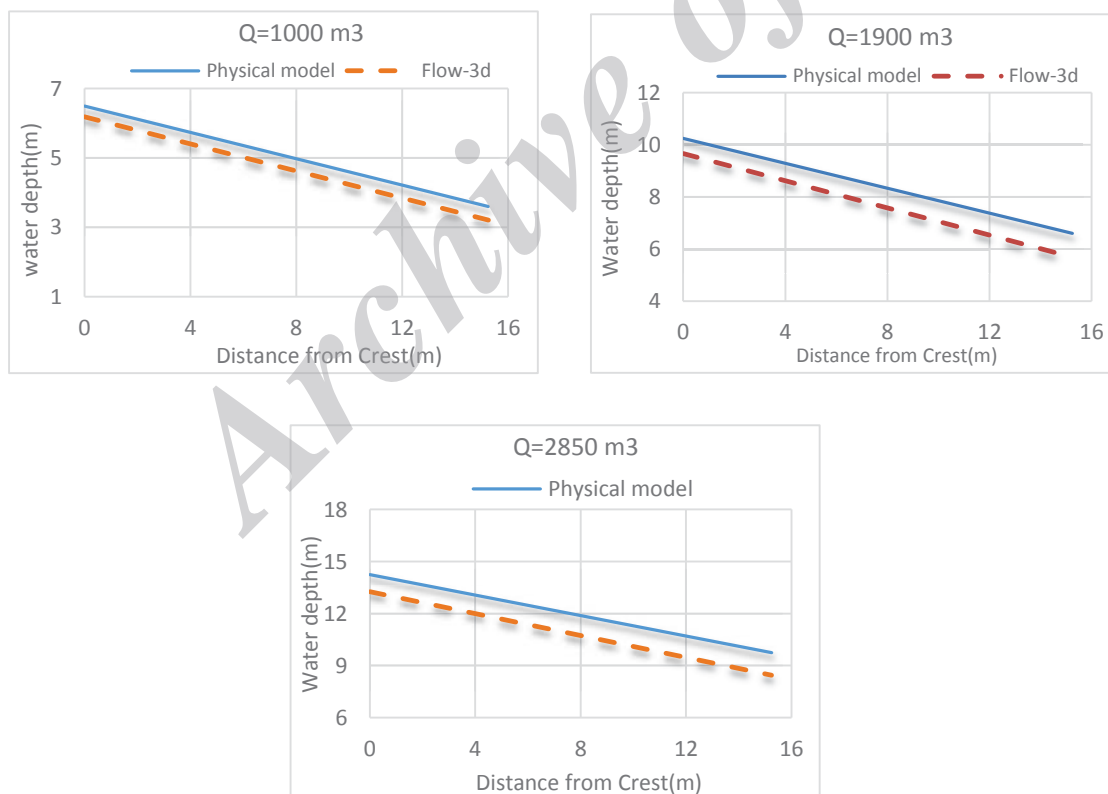 Q=1000 m3
Physical model Flow-3d
water depth(m)
7
5
3
1
0 4 8 12 16
Distance from Crest(m)
Q=1900 m3
Physical model Flow-3d
Water depth(m)
12
10
8
6
4
0 4 8 12 16
Distance from Crest(m)
Q=2850 m3
Physical model
Water depth(m)
18
15
12
9
6
0 4 8 12 16
Distance from Crest(m)
Archive of